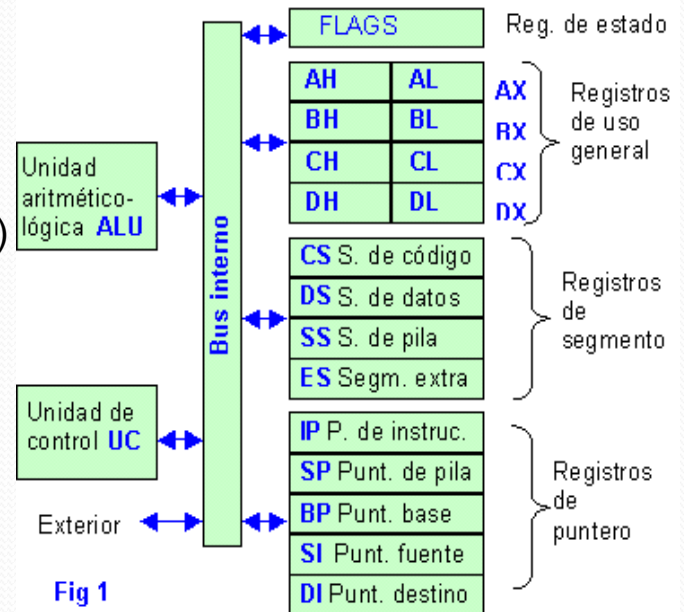 FLAGS
Reg. de estado
AH AL AX
BH BL BX
CH CL CX
DH DL DX
Registros
de uso
general
Unidad
aritmético-
lógica ALU
)
Bus interno
CS S. de código
DS S. de datos
SS S. de pila
ES Segm. extra
Registros
de
segmento
Unidad de
control UC
Exterior
IP P. de instruc.
SP Punt. de pila
BP Punt. base
SI Punt. fuente
DI Punt. destino
Registros
de
puntero
Fig 1